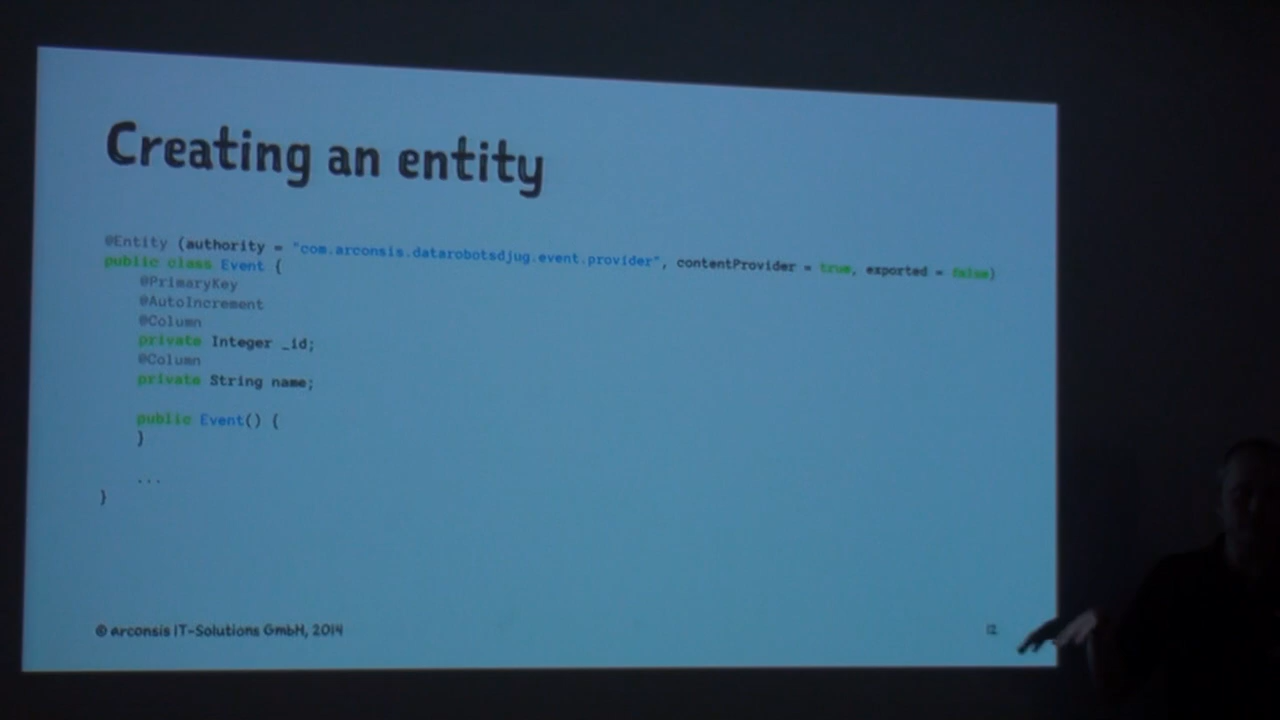 Creating an entity
@Entity (authority = "com.arconsis.datarobotsdjug.event.provider", contentProvider = true, exported = false)
public class Event {
@PrimaryKey
@AutoIncrement
@Column
private Integer _id;
@Column
private String name;
public Event() {
}
...
}
© arconsis IT-Solutions GmbH, 2014
12